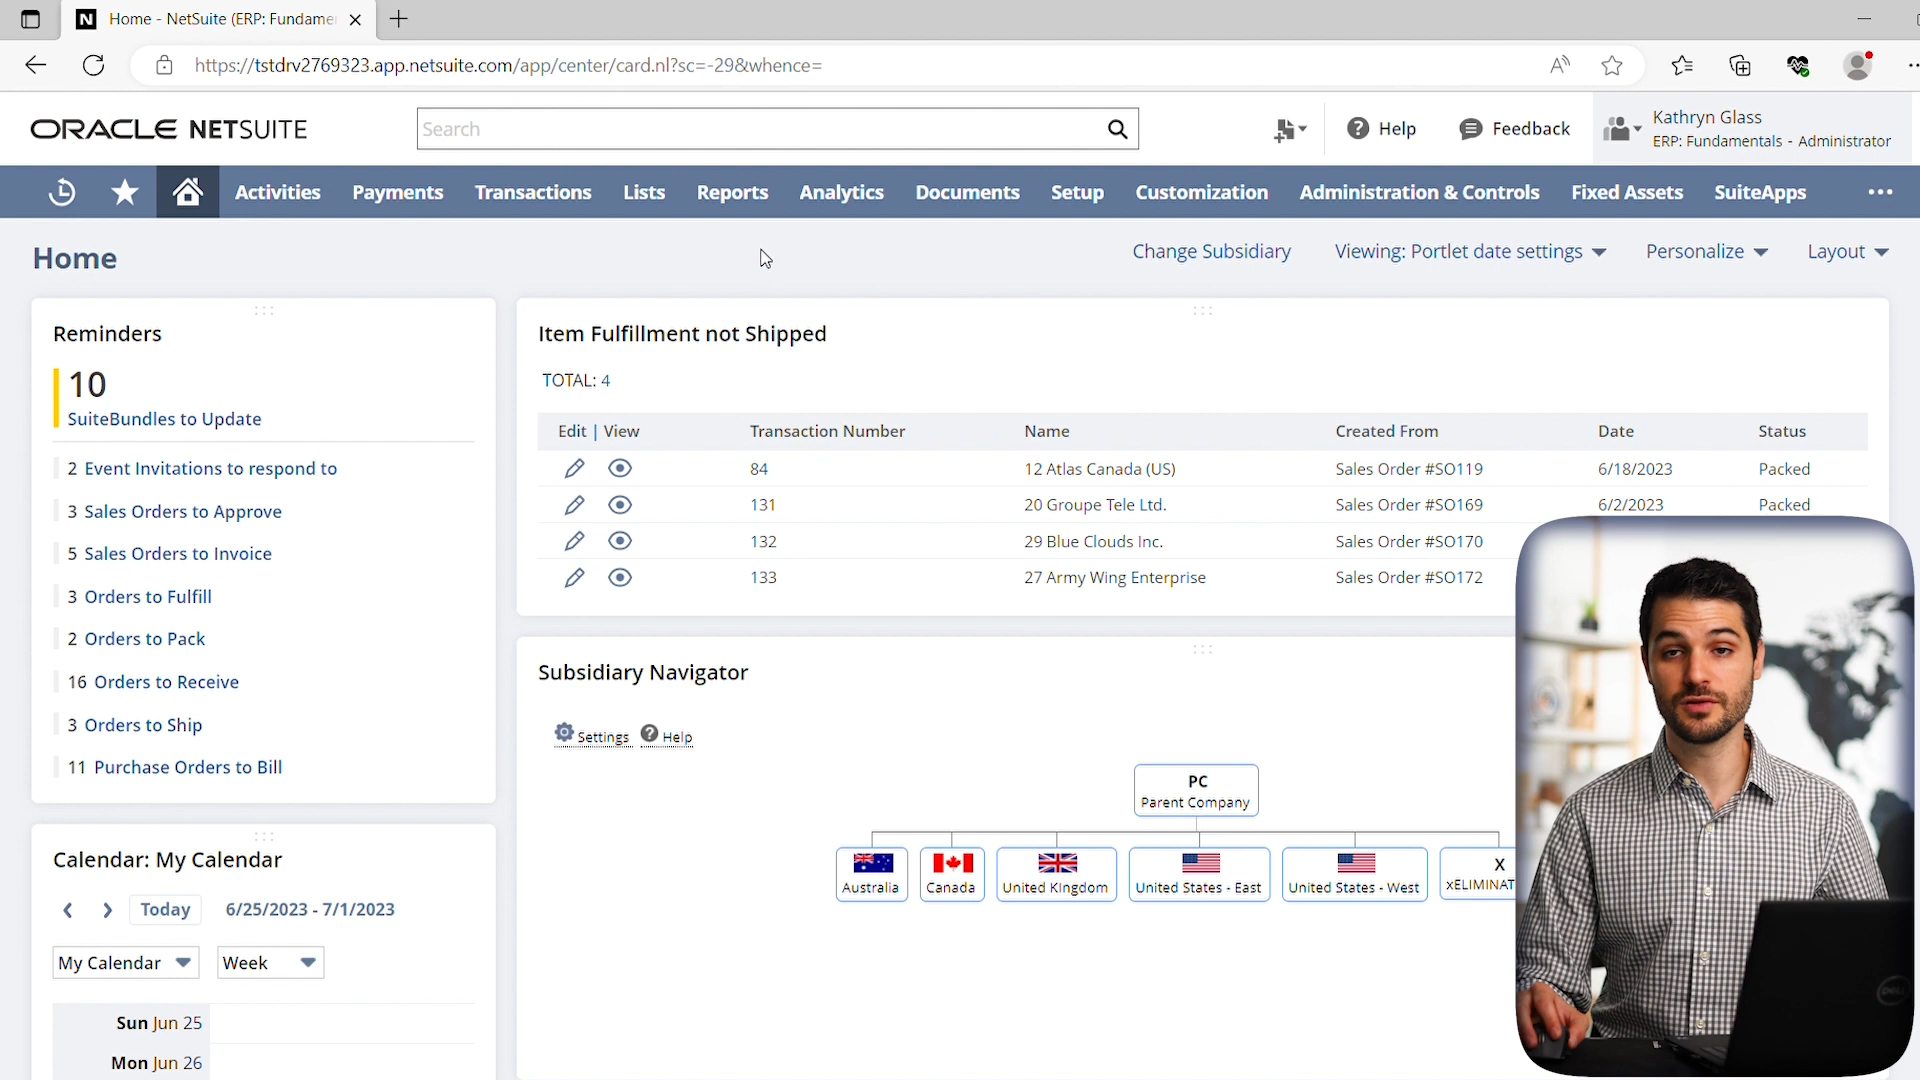 Home - NetSuite (ERP: Fundame
https://tstdrv2769323.app.netsuite.com/app/center/card.nl?sc=-29&whence=
ORACLE NETSUITE
Search
Help
Feedback
Kathryn Glass
ERP: Fundamentals - Administrator
Activities
Payments
Transactions
Lists
Reports
Analytics
Documents
Setup
Customization
Administration & Controls
Fixed Assets
SuiteApps
Home
Change Subsidiary
Viewing: Portlet date settings
Personalize
Layout
Reminders
10
SuiteBundles to Update
2 Event Invitations to respond to
3 Sales Orders to Approve
5 Sales Orders to Invoice
3 Orders to Fulfill
2 Orders to Pack
16 Orders to Receive
3 Orders to Ship
11 Purchase Orders to Bill
Item Fulfillment not Shipped
TOTAL: 4
Edit | View Transaction Number Name Created From Date Status
84 12 Atlas Canada (US) Sales Order #SO119 6/18/2023 Packed
131 20 Groupe Tele Ltd. Sales Order #SO169 6/2/2023 Packed
132 29 Blue Clouds Inc. Sales Order #SO170
133 27 Army Wing Enterprise Sales Order #SO172
Subsidiary Navigator
Settings Help
PC
Parent Company
Australia
Canada
United Kingdom
United States - East
United States - West
X
xELIMINAT
Calendar: My Calendar
Today
6/25/2023 - 7/1/2023
My Calendar
Week
Sun Jun 25
Mon Jun 26
DELL